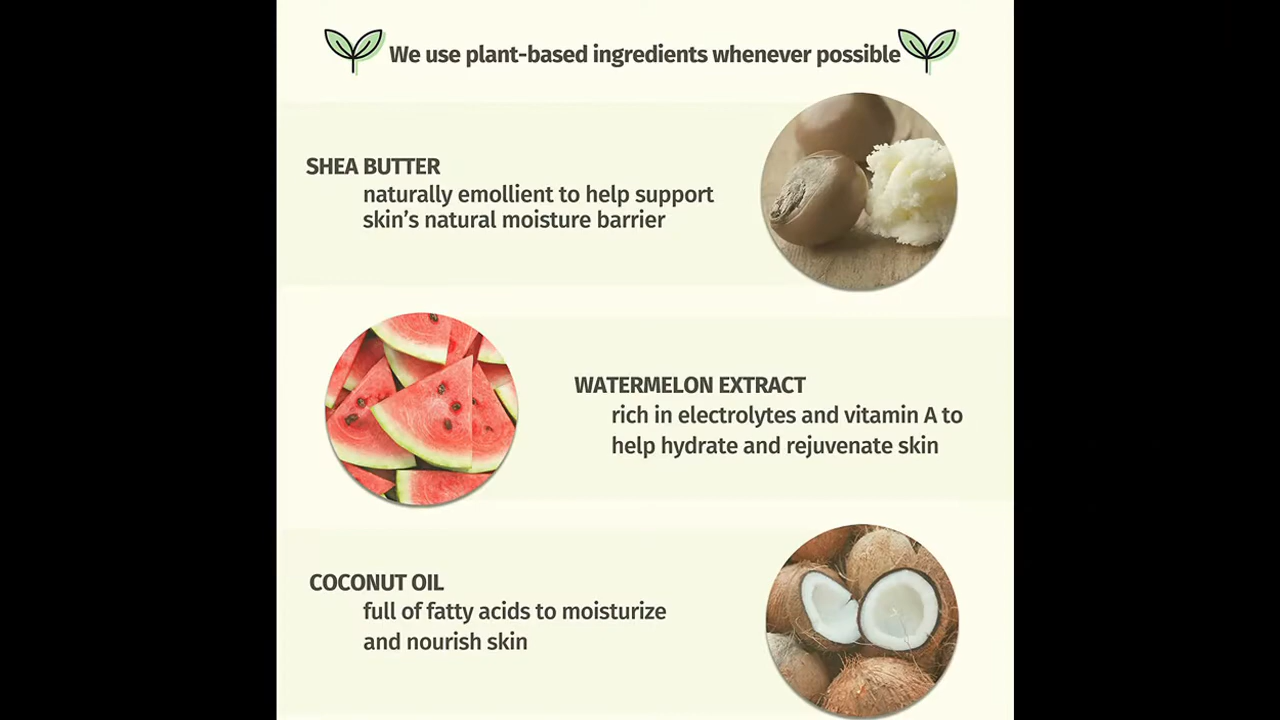 We use plant-based ingredients whenever possible
SHEA BUTTER
naturally emollient to help support
skin’s natural moisture barrier
WATERMELON EXTRACT
rich in electrolytes and vitamin A to
help hydrate and rejuvenate skin
COCONUT OIL
full of fatty acids to moisturize
and nourish skin